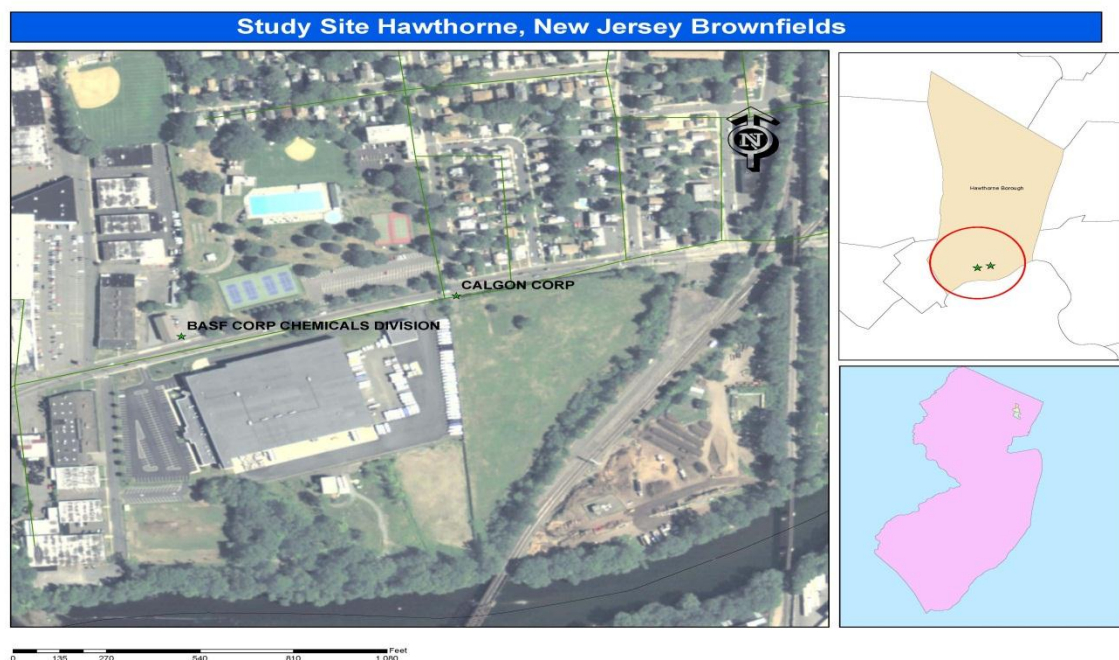 Study Site Hawthorne, New Jersey Brownfields
N
Hawthorne Borough
CALGON CORP
BASF CORP CHEMICALS DIVISION
Feet
0 135 270 540 810 1,080